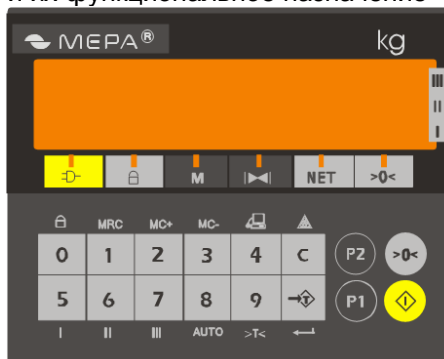 и их функциональное назначение
МЕРА® kg
III
II
I
M NET >0<
MRC MC+ MC-
0 1 2 3 4 C P2 >0<
5 6 7 8 9 →T P1
I II III AUTO >T<